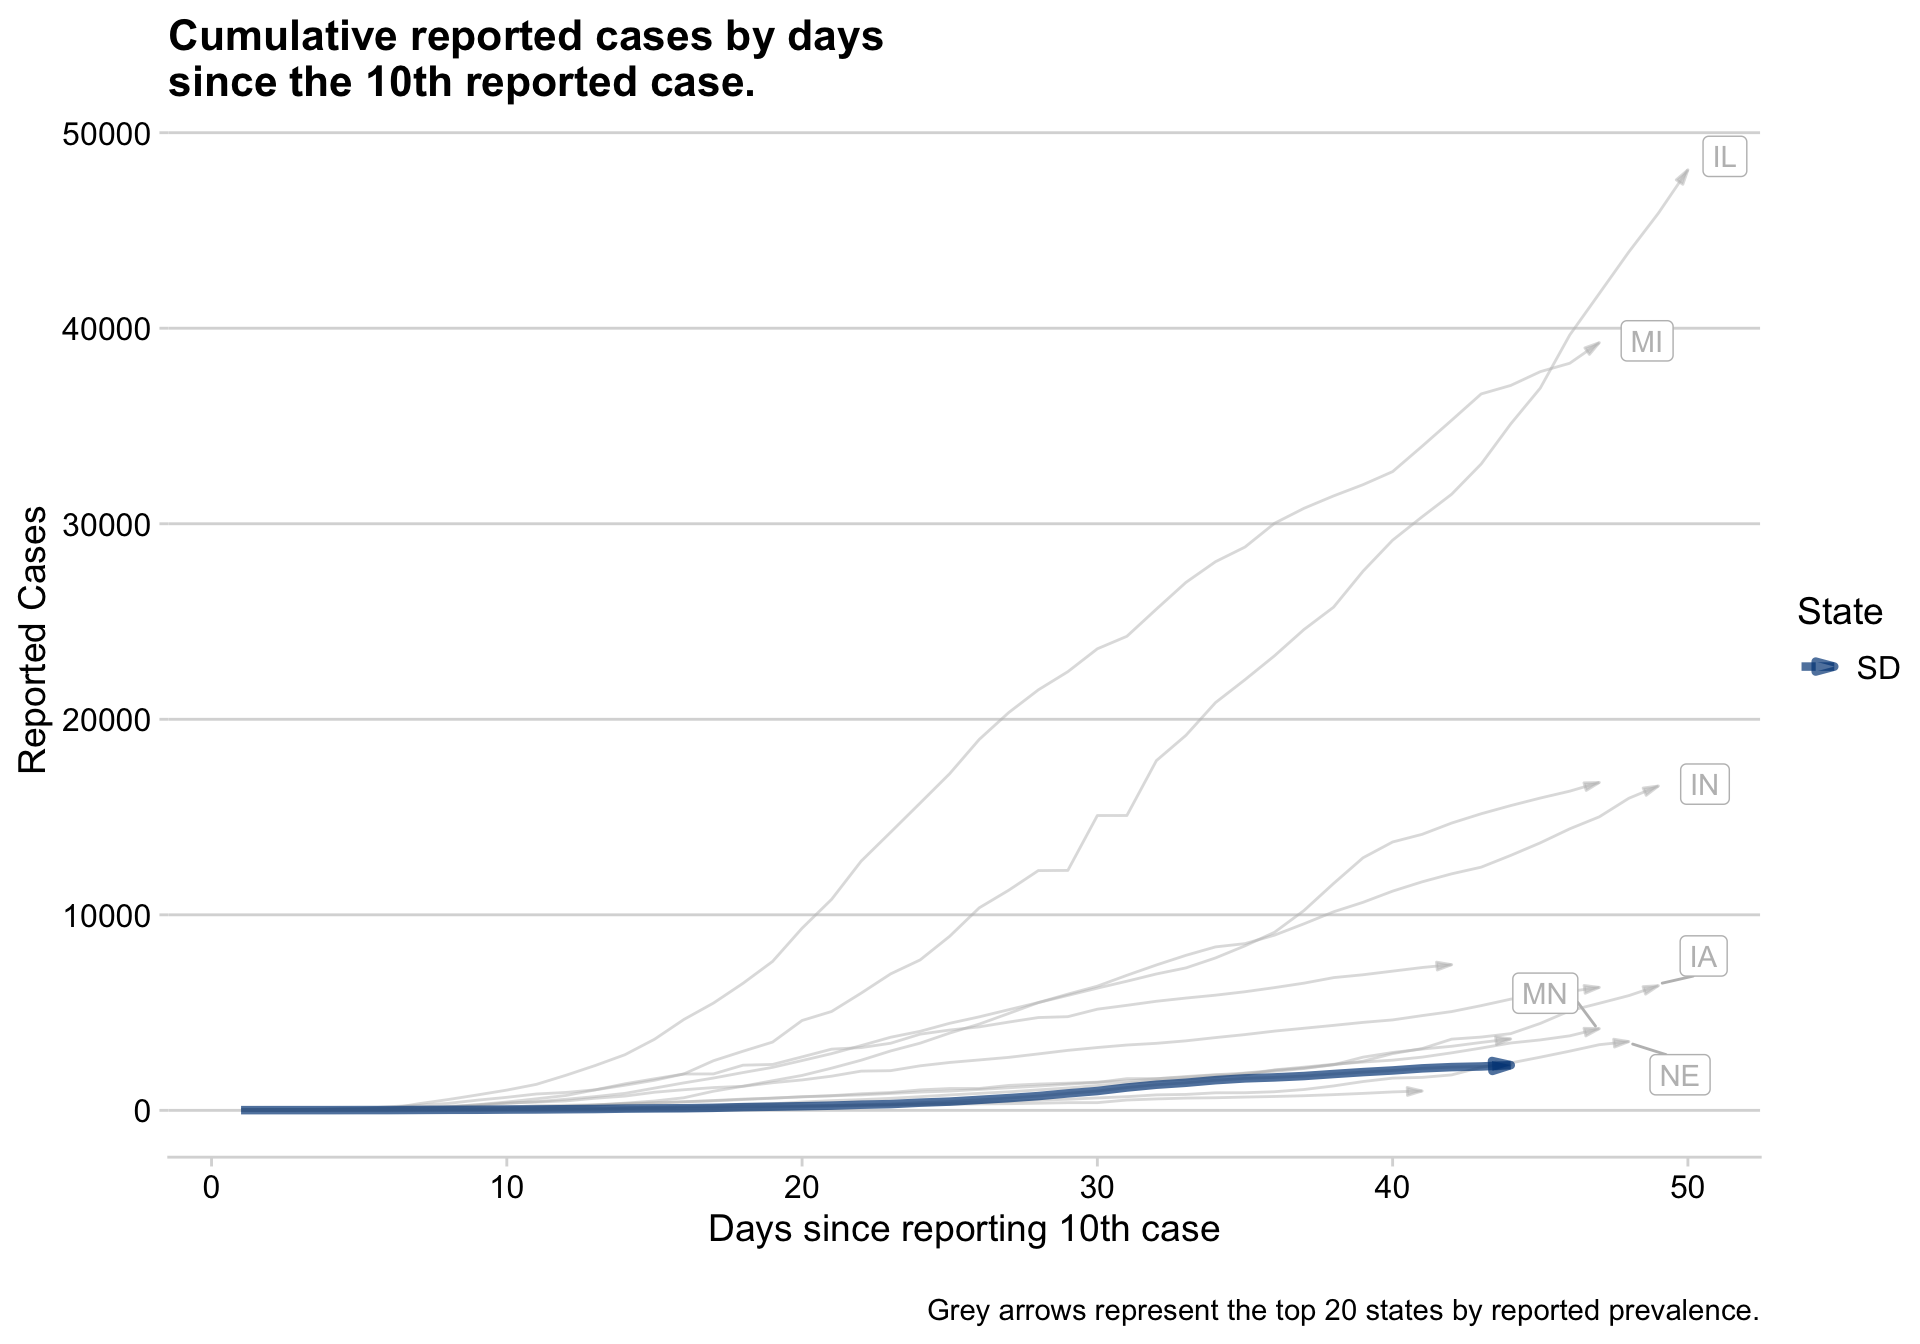 Cumulative reported cases by days
since the 10th reported case.
50000
40000
30000
20000
10000
0
Reported Cases
IL
MI
IN
IA
MN
NE
State
SD
0 10 20 30 40 50
Days since reporting 10th case
Grey arrows represent the top 20 states by reported prevalence.